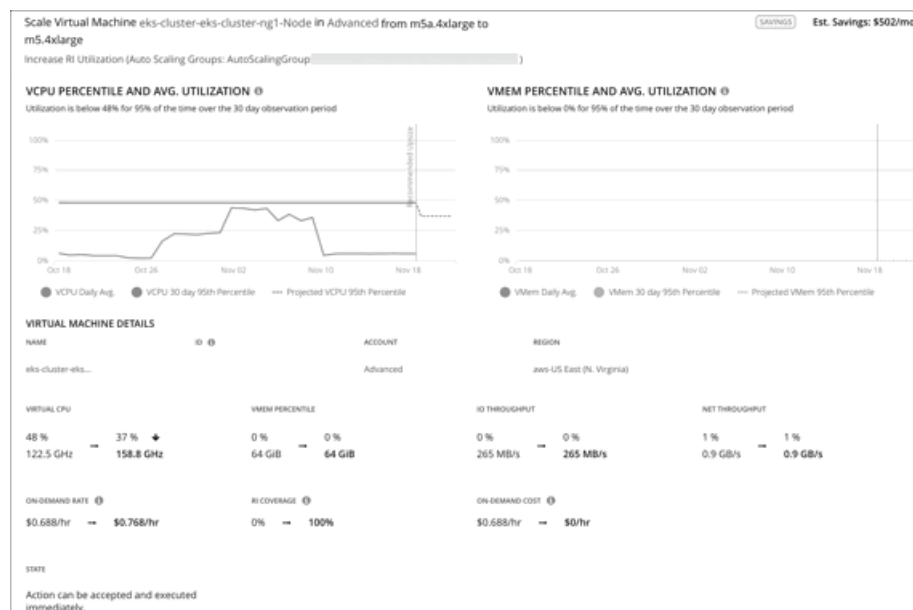 Scale Virtual Machine eks-cluster-eks-cluster-ng1-Node in Advanced from m5a.4xlarge to
m5.4xlarge
SAVINGS
Est. Savings: $502/mo
Increase RI Utilization (Auto Scaling Groups: AutoScalingGroup )
VCPU PERCENTILE AND AVG. UTILIZATION
Utilization is below 48% for 95% of the time over the 30 day observation period
100%
75%
50%
25%
0%
Recommended Upsize
Oct 18 Oct 26 Nov 02 Nov 10 Nov 18
VCPU Daily Avg. VCPU 30 day 95th Percentile Projected VCPU 95th Percentile
VMEM PERCENTILE AND AVG. UTILIZATION
Utilization is below 0% for 95% of the time over the 30 day observation period
100%
75%
50%
25%
0%
Oct 18 Oct 26 Nov 02 Nov 10 Nov 18
VMem Daily Avg. VMem 30 day 95th Percentile Projected VMem 95th Percentile
VIRTUAL MACHINE DETAILS
NAME ID ACCOUNT REGION
eks-cluster-eks... Advanced aws-US East (N. Virginia)
VIRTUAL CPU VMEM PERCENTILE IO THROUGHPUT NET THROUGHPUT
48 % → 37 % 0 % → 0 % 0 % → 0 % 1 % → 1 %
122.5 GHz 158.8 GHz 64 GiB 64 GiB 265 MB/s 265 MB/s 0.9 GB/s 0.9 GB/s
ON-DEMAND RATE RI COVERAGE ON-DEMAND COST
$0.688/hr → $0.768/hr 0% → 100% $0.688/hr → $0/hr
STATE
Action can be accepted and executed
immediately.